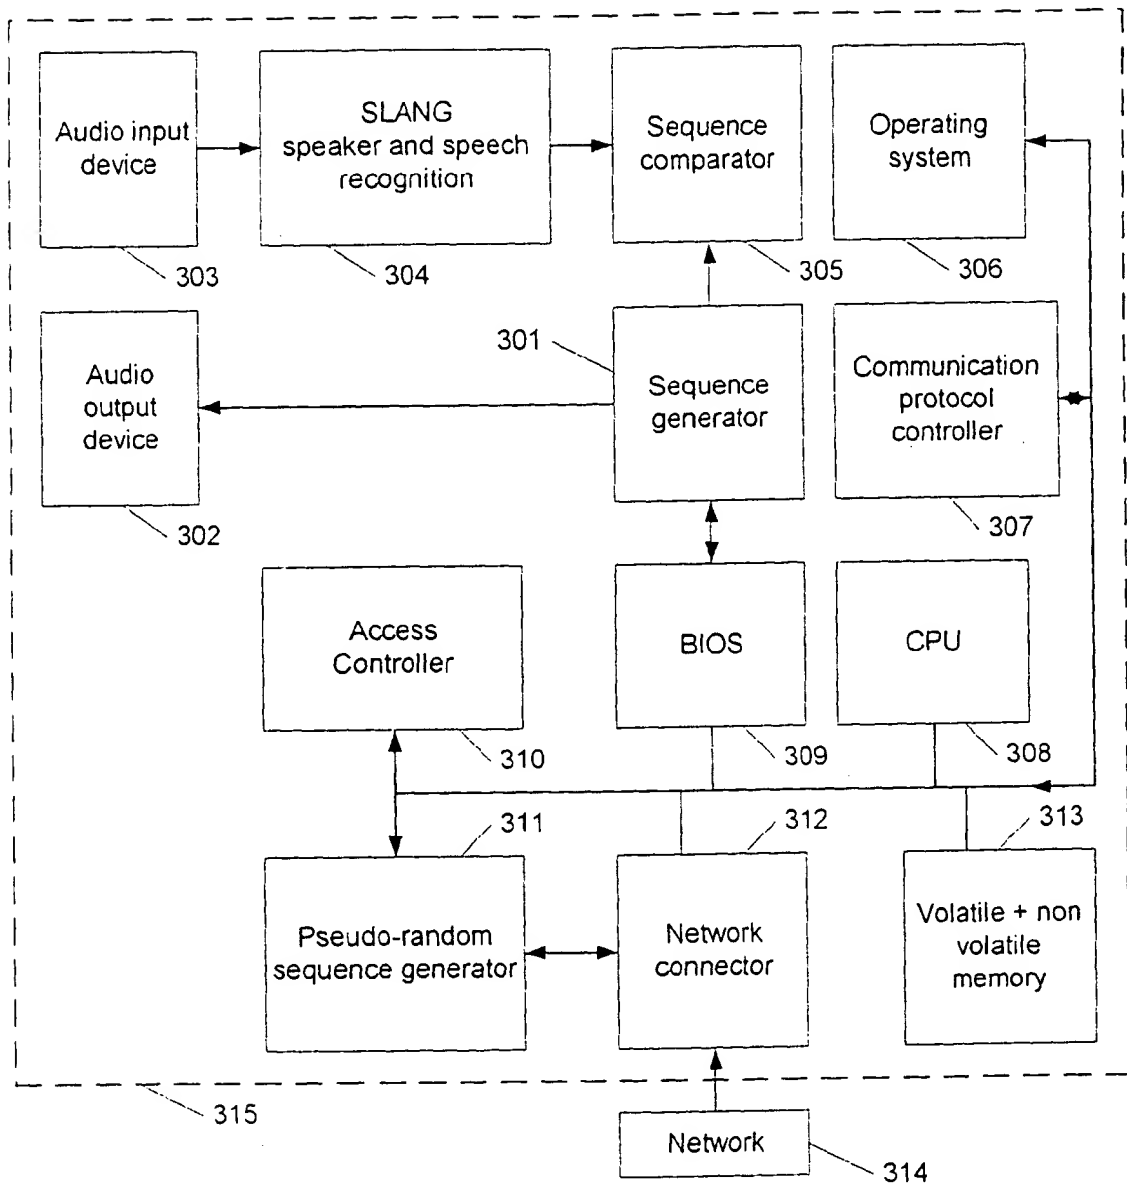 Audio input
device
303
SLANG
speaker and speech
recognition
304
Sequence
comparator
305
Operating
system
306
Audio
output
device
302
301
Sequence
generator
Communication
protocol
controller
307
Access
Controller
310
BIOS
309
CPU
308
311
Pseudo-random
sequence generator
312
Network
connector
313
Volatile + non
volatile
memory
315
Network
314